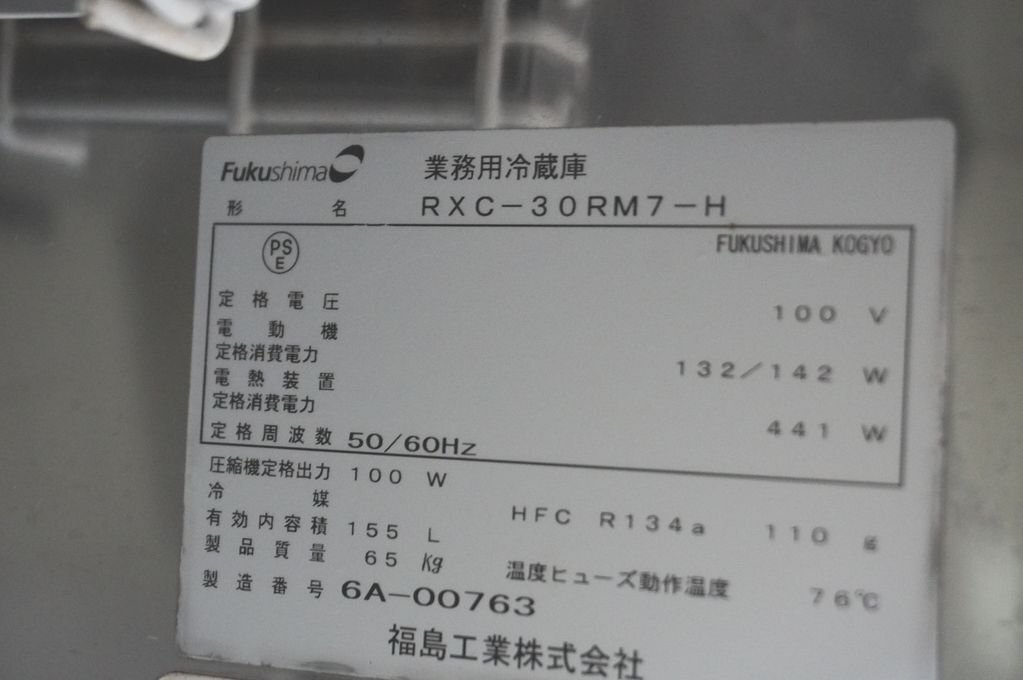 Fukushima 業務用冷蔵庫
形名 RXC-30RM7-H
PS E FUKUSHIMA KOGYO
定格電圧 100 V
電動機
定格消費電力 132/142 W
電熱装置
定格消費電力 441 W
定格周波数 50/60Hz
圧縮機定格出力 100 W
冷媒 HFC R134a 110 g
有効内容積 155 L
製品質量 65 Kg 温度ヒューズ動作温度 76℃
製造番号 6A-00763
福島工業株式会社